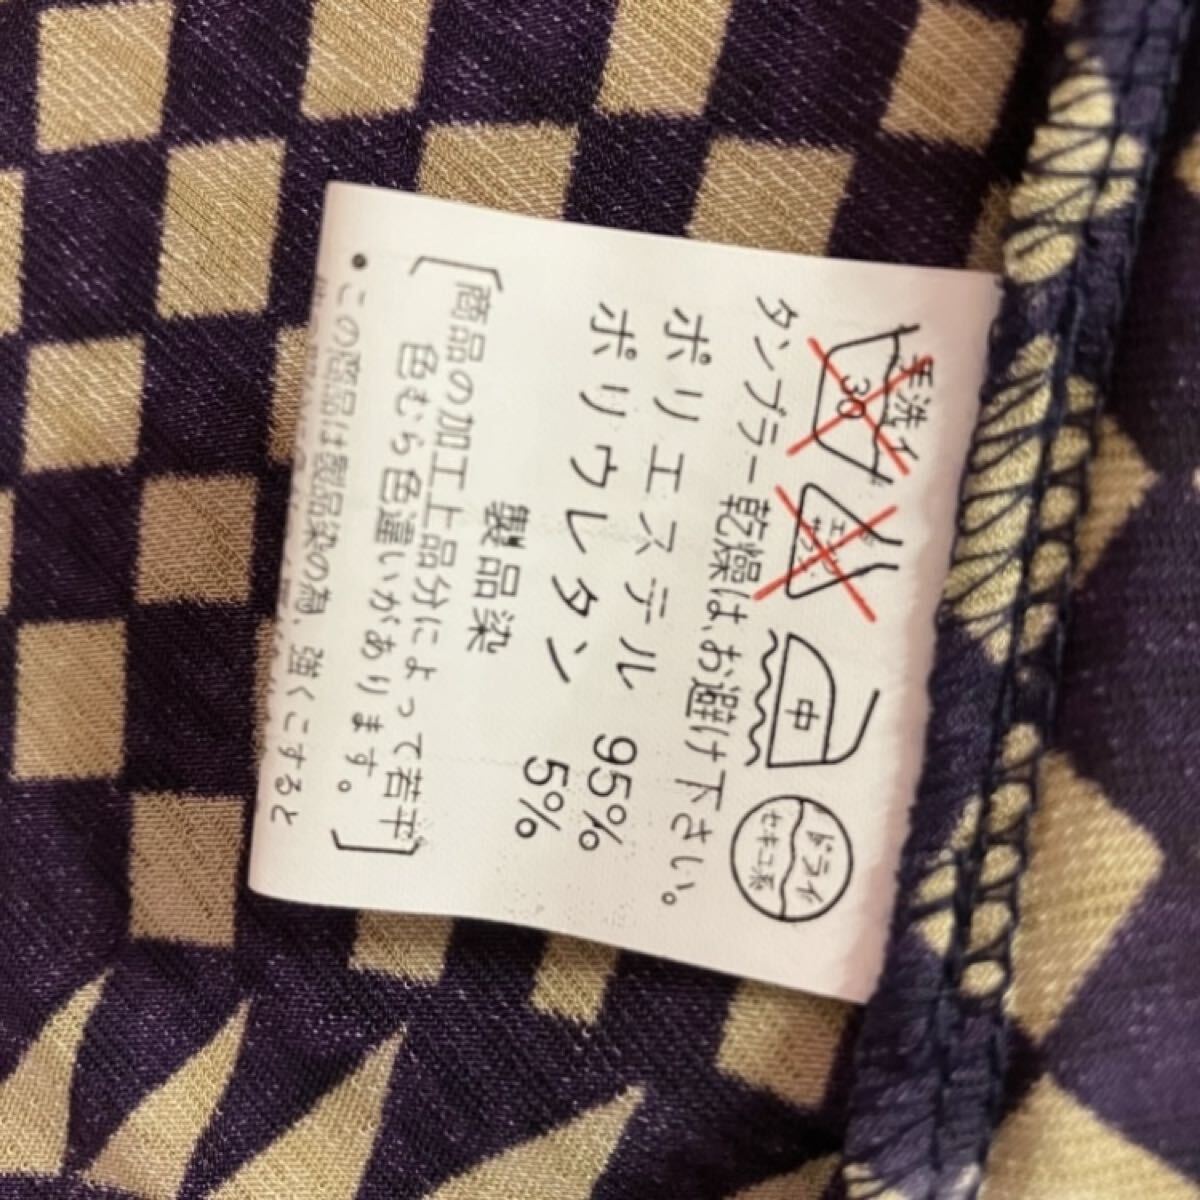 手洗イ
30
エンソ
サラシ
中
ドライ
セキユ系
タンブラー乾燥は、お避け下さい。
ポリエステル 95%
ポリウレタン 5%
製品染
商品の加工上品分によって若干
色むら色違いがあります。
●この商品は製品染の為、強くこすると